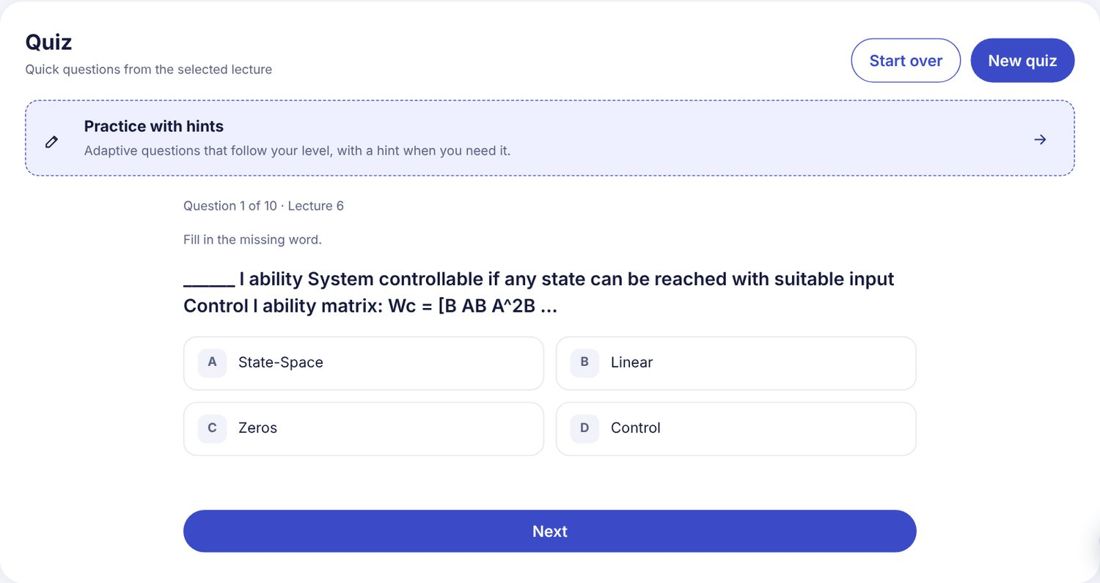 Quiz
Quick questions from the selected lecture
Start over
New quiz
Practice with hints
Adaptive questions that follow your level, with a hint when you need it.
Question 1 of 10 · Lecture 6
Fill in the missing word.
______ l ability System controllable if any state can be reached with suitable input
Control l ability matrix: Wc = [B AB A^2B ...
A State-Space
B Linear
C Zeros
D Control
Next